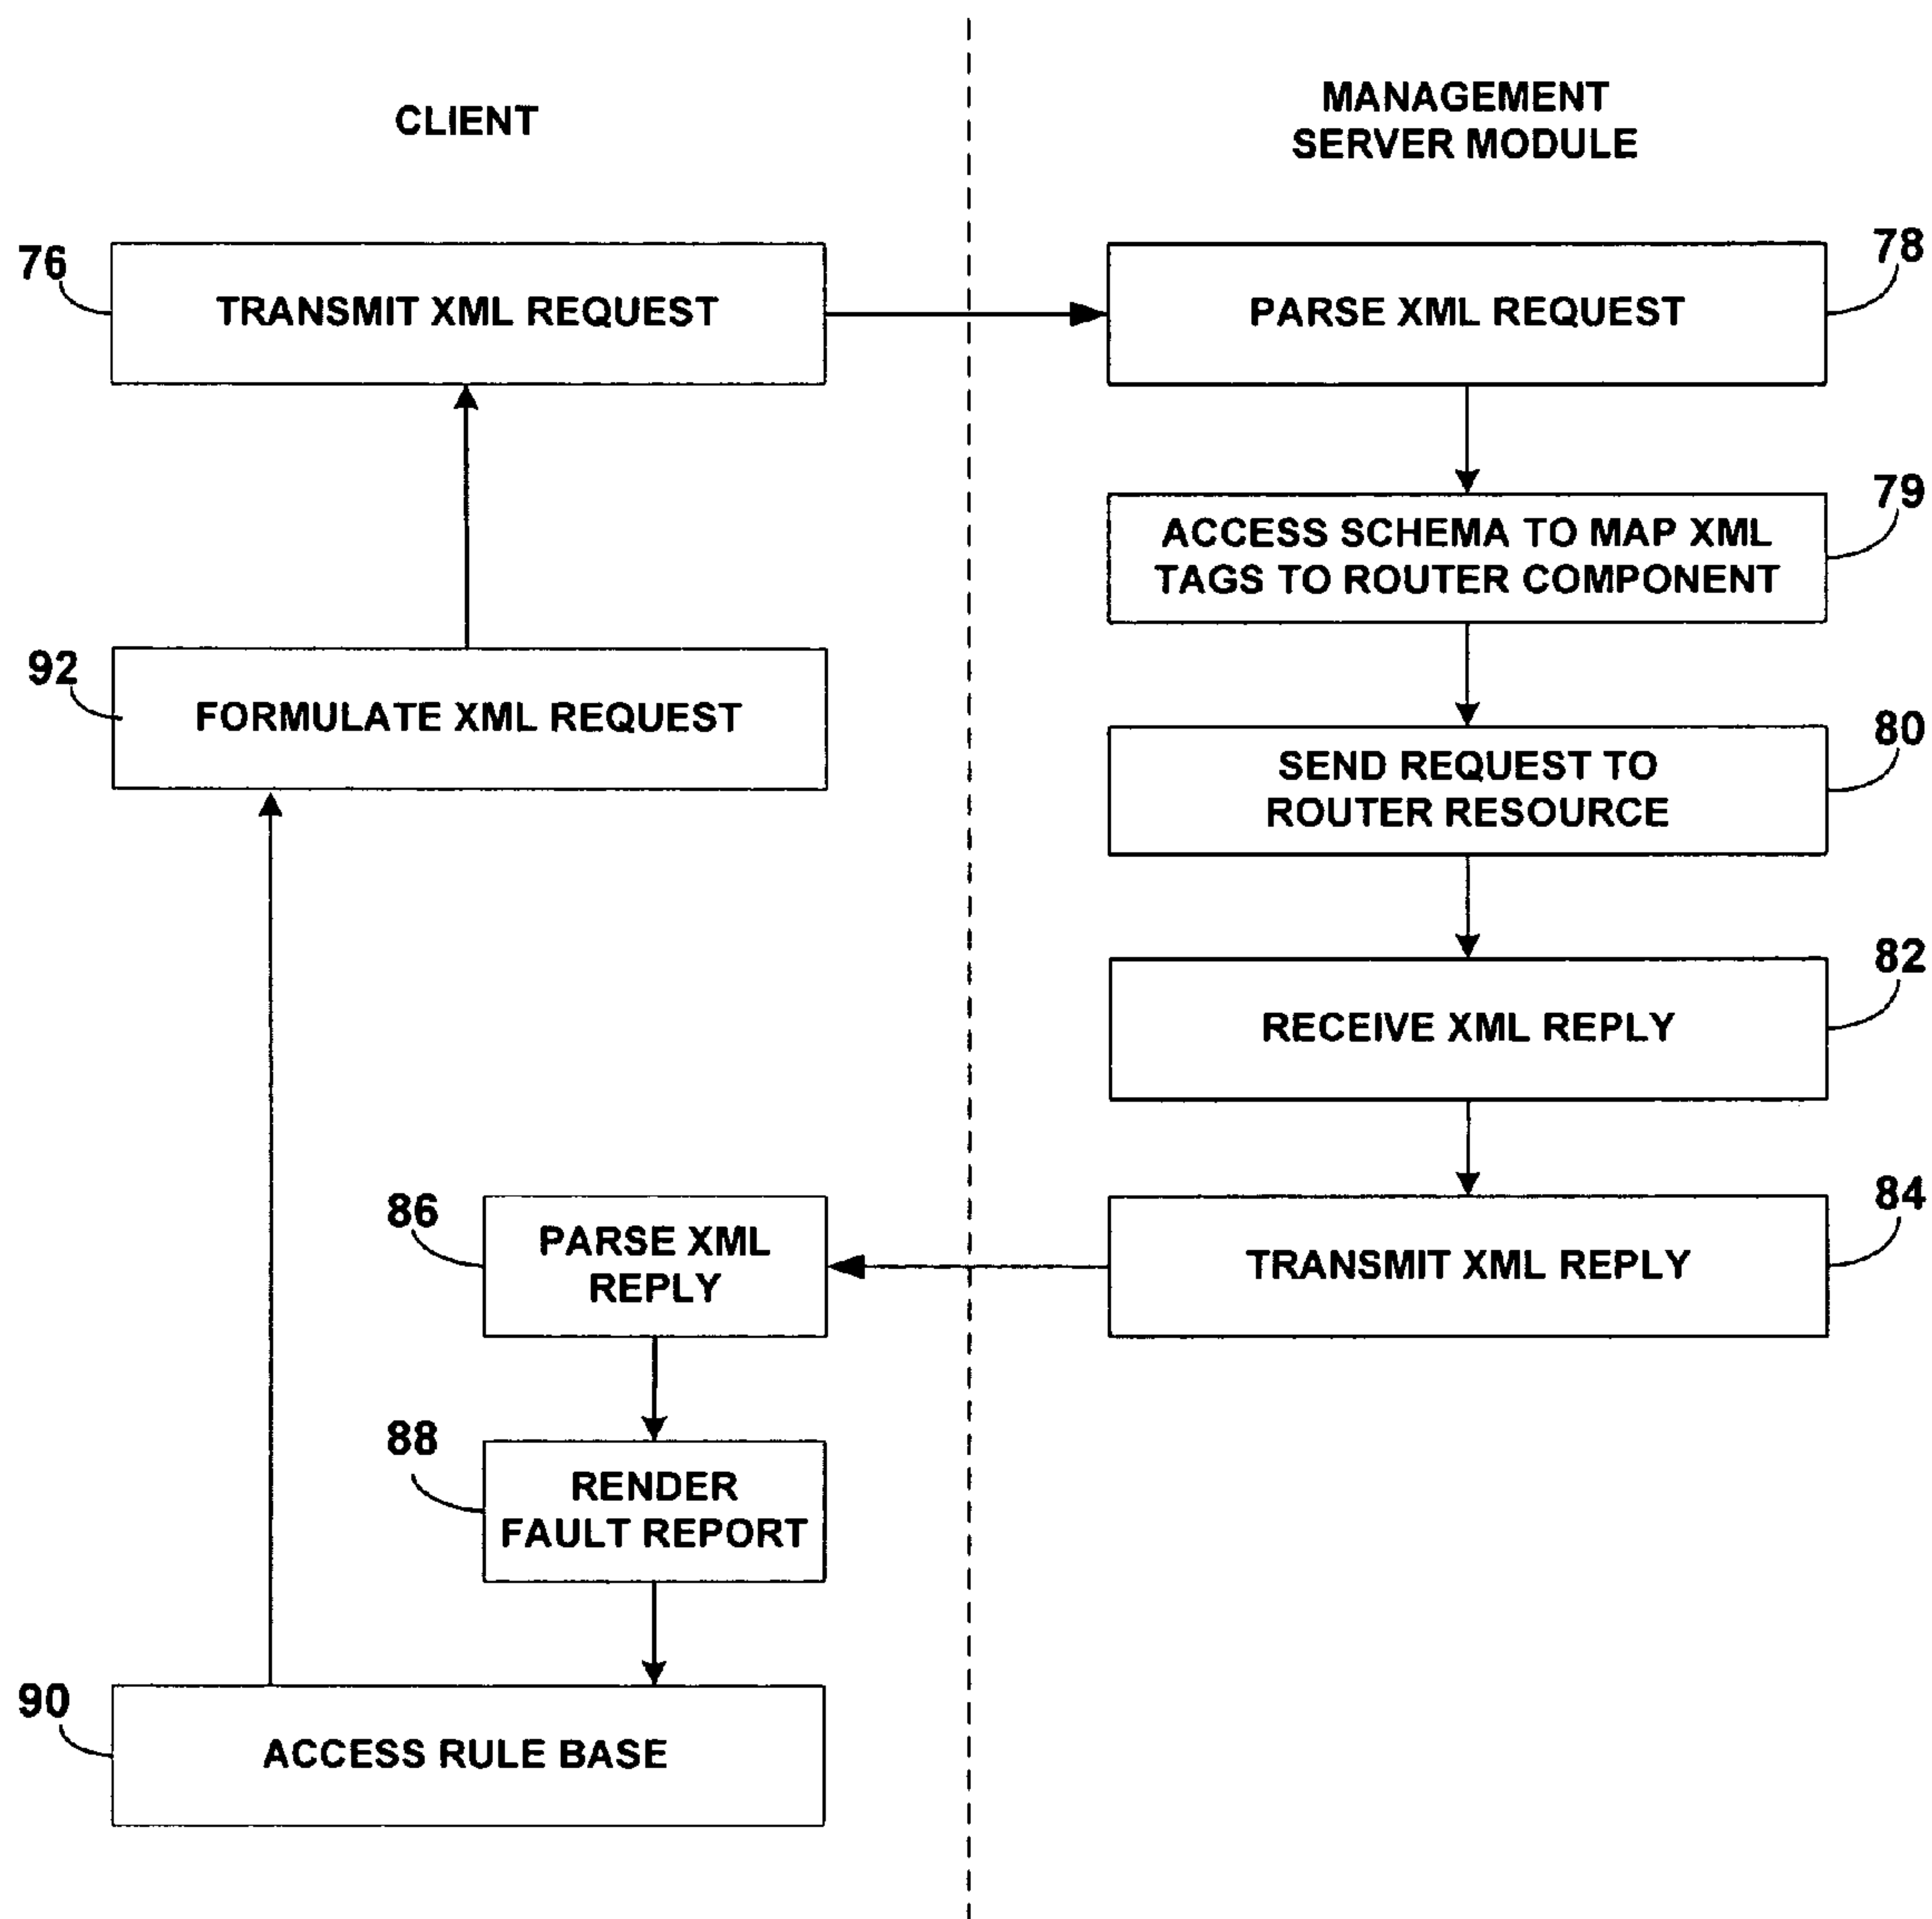 CLIENT
MANAGEMENT
SERVER MODULE
76
TRANSMIT XML REQUEST
78
PARSE XML REQUEST
79
ACCESS SCHEMA TO MAP XML
TAGS TO ROUTER COMPONENT
92
FORMULATE XML REQUEST
80
SEND REQUEST TO
ROUTER RESOURCE
82
RECEIVE XML REPLY
84
TRANSMIT XML REPLY
86
PARSE XML
REPLY
88
RENDER
FAULT REPORT
90
ACCESS RULE BASE